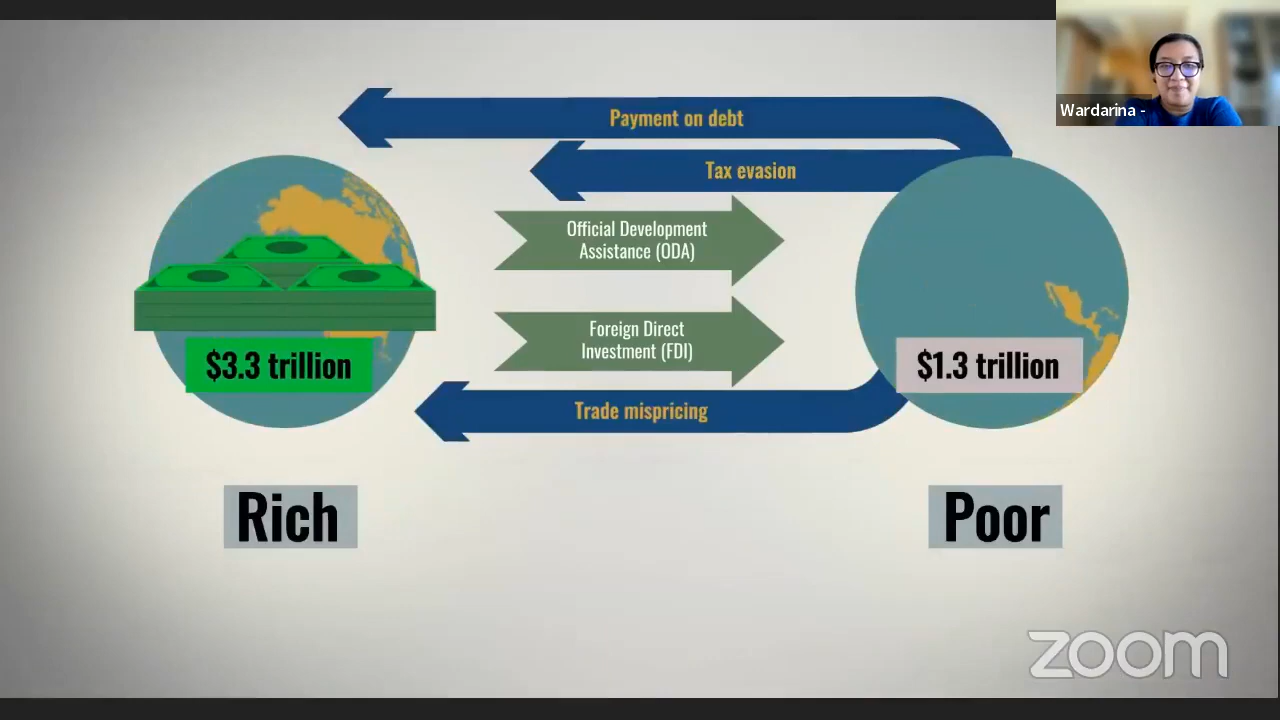 Wardarina -
Payment on debt
Tax evasion
Official Development
Assistance (ODA)
Foreign Direct
Investment (FDI)
$3.3 trillion
$1.3 trillion
Trade mispricing
Rich
Poor
zoom